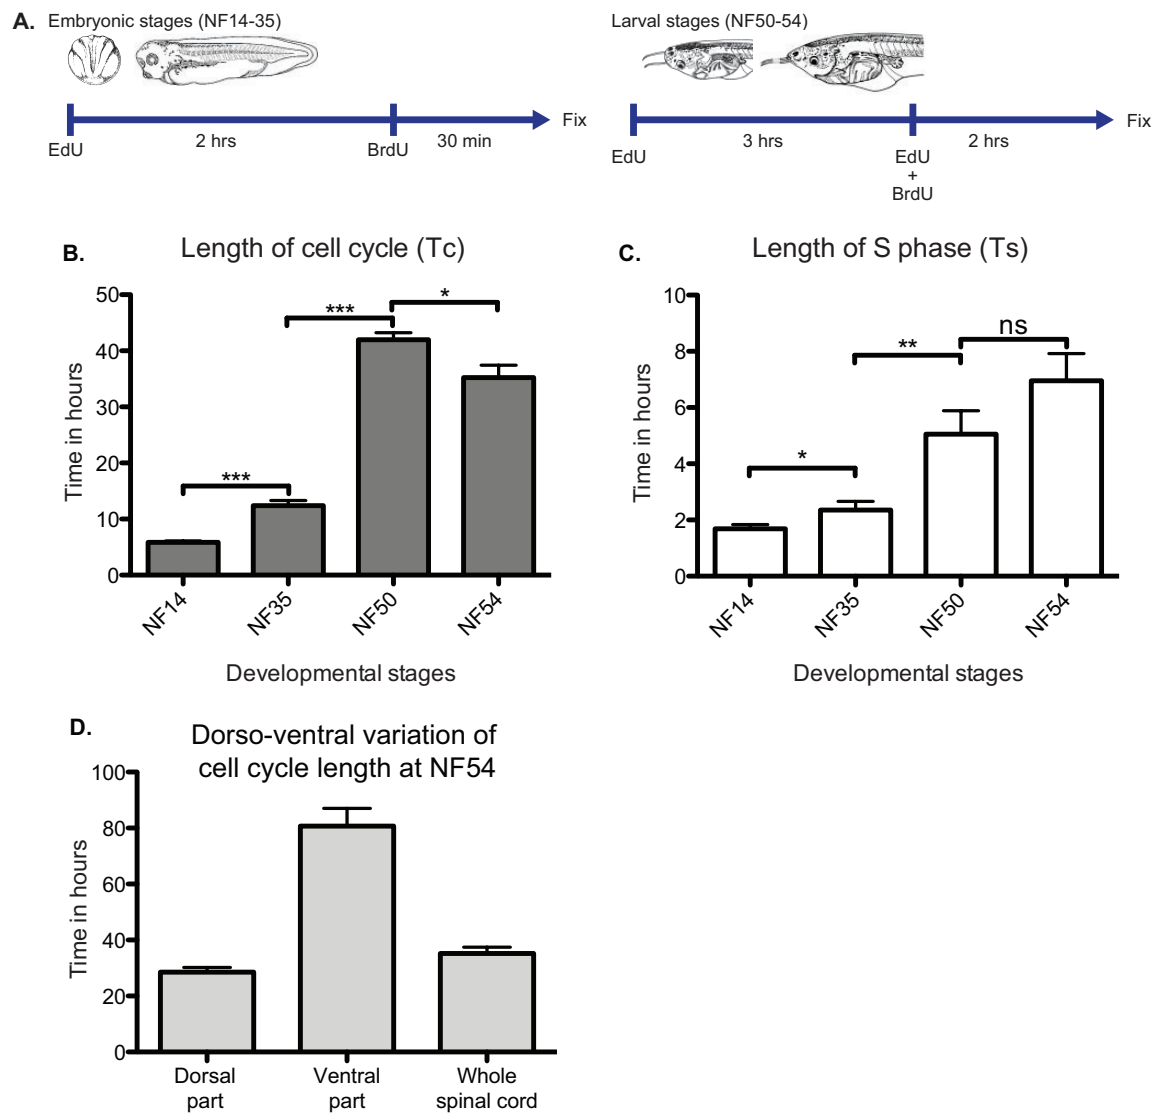 A. Embryonic stages (NF14-35)
EdU
2 hrs
BrdU
30 min
Fix
Larval stages (NF50-54)
EdU
3 hrs
EdU
+
BrdU
2 hrs
Fix
B.
Length of cell cycle (Tc)
Time in hours
50
40
30
20
10
0
***
***
*
NF14
NF35
NF50
NF54
Developmental stages
C.
Length of S phase (Ts)
Time in hours
10
8
6
4
2
0
*
**
ns
NF14
NF35
NF50
NF54
Developmental stages
D.
Dorso-ventral variation of
cell cycle length at NF54
Time in hours
100
80
60
40
20
0
Dorsal
part
Ventral
part
Whole
spinal cord